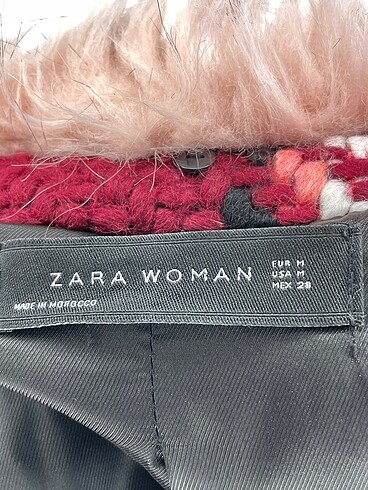 ZARA WOMAN
EUR M
USA M
MEX 28
MADE IN MOROCCO